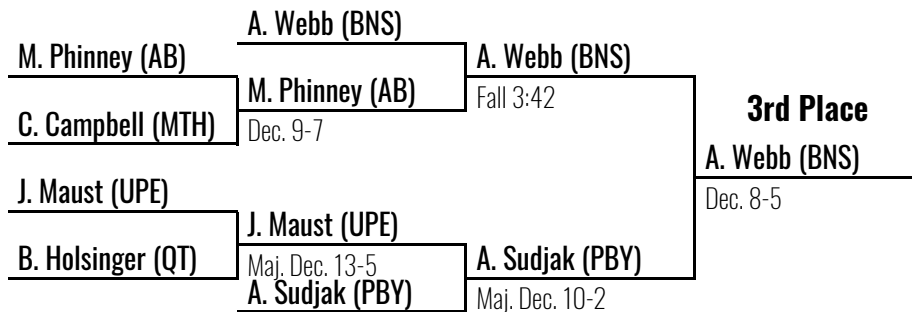 A. Webb (BNS)
M. Phinney (AB)
A. Webb (BNS)
M. Phinney (AB)
Fall 3:42
3rd Place
C. Campbell (MTH)
Dec. 9-7
A. Webb (BNS)
J. Maust (UPE)
Dec. 8-5
J. Maust (UPE)
B. Holsinger (QT)
Maj. Dec. 13-5
A. Sudjak (PBY)
A. Sudjak (PBY)
Maj. Dec. 10-2